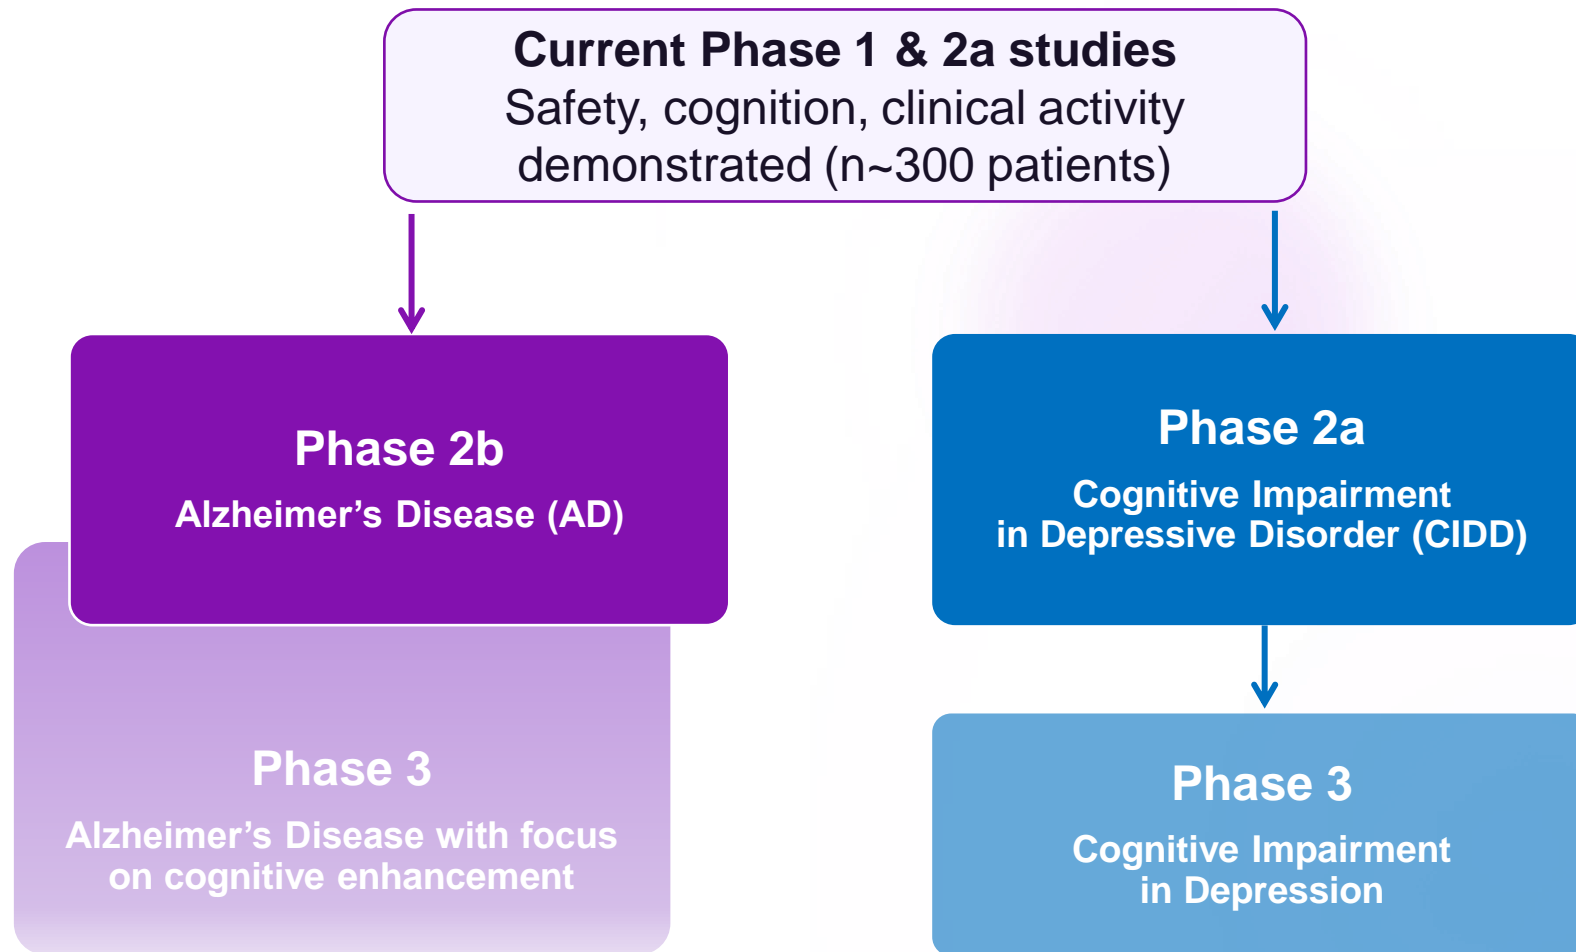 Current Phase 1 & 2a studies
Safety, cognition, clinical activity
demonstrated (n~300 patients)
Phase 2b
Alzheimer’s Disease (AD)
Phase 3
Alzheimer’s Disease with focus
on cognitive enhancement
Phase 2a
Cognitive Impairment
in Depressive Disorder (CIDD)
Phase 3
Cognitive Impairment
in Depression